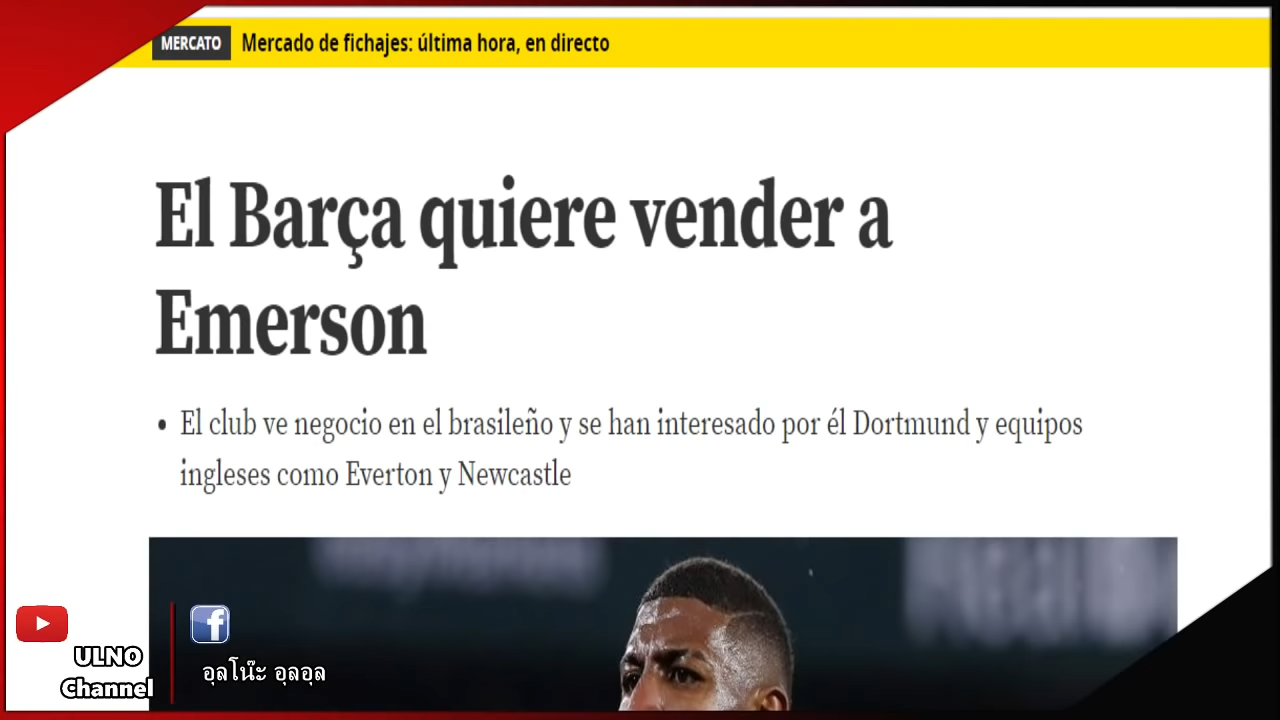 MERCATO Mercado de fichajes: última hora, en directo
El Barça quiere vender a
Emerson
• El club ve negocio en el brasileño y se han interesado por él Dortmund y equipos
ingleses como Everton y Newcastle
ULNO
Channel
f
อุลโน๊ะ อุลอุล